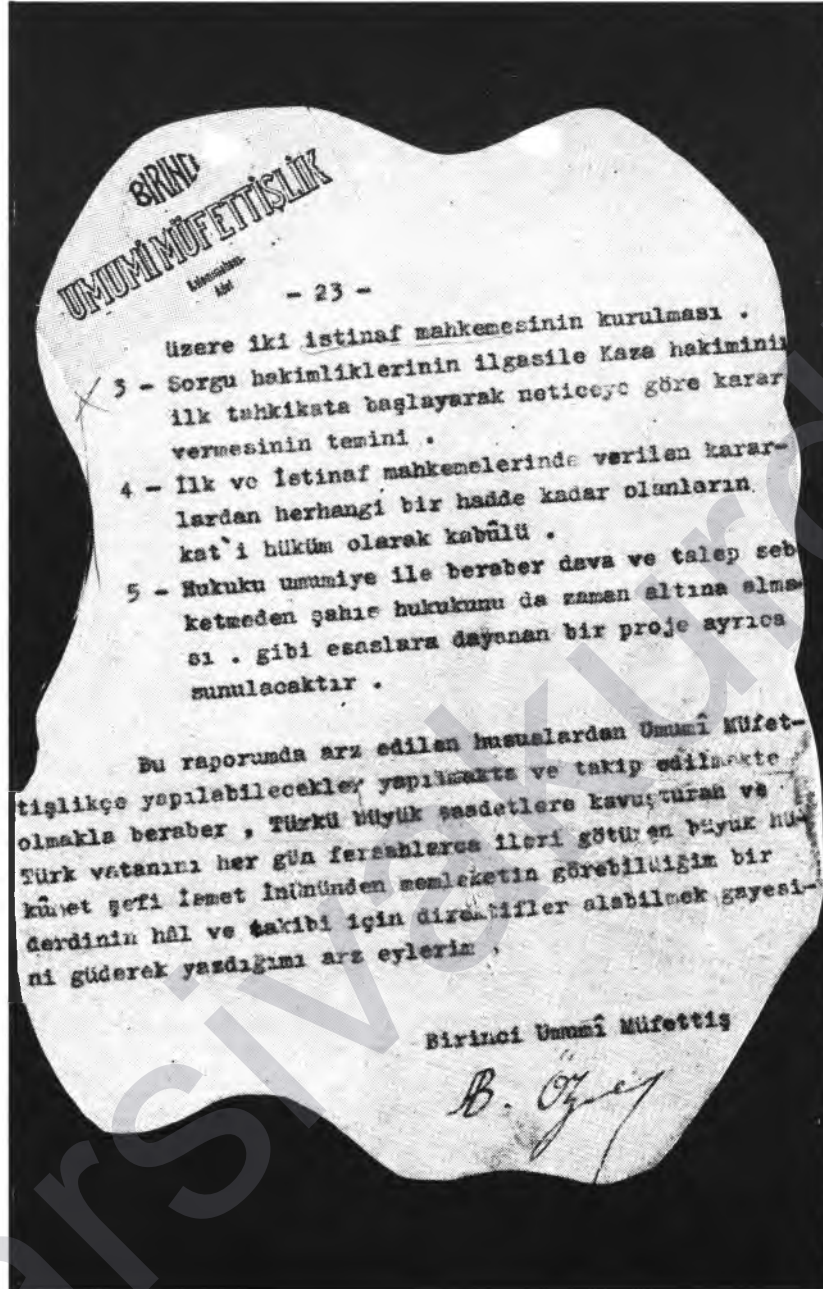 BİRİNCİ
UMUMİ MÜFETTİŞLİK
- 23 -
üzere iki istinaf mahkemesinin kurulması .
3 - Sorgu hakimliklerinin ilgasile Kaza hakiminin
ilk tahkikata başlayarak neticeye göre karar
vermesinin temini .
4 - İlk ve İstinaf mahkemelerinde verilen karar-
lardan herhangi bir hadde kadar olanların
kat`i hüküm olarak kabûlü .
5 - Hukuku umumiye ile beraber dava ve talep seb
ketmeden şahıs hukukunu da zaman altına alma
sı . gibi esaslara dayanan bir proje ayrıca
sunulacaktır .
Bu raporumda arz edilen hususlardan Umumî Müfet-
tişlikçe yapılabilecekler yapılmakta ve takip edilmekte
olmakla beraber , Türkü büyük saadetlere kavuşturan ve
Türk vatanını her gün fersahlarca ileri götüren büyük hü-
kûmet şefi İsmet İnönünden memleketin görebildiğim bir
derdinin hâl ve takibi için direktifler alabilmek gayesi-
ni güderek yazdığımı arz eylerim .
Birinci Umumî Müfettiş
arsivakurd